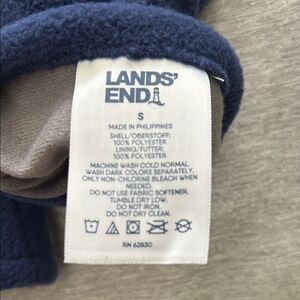 LANDS'
END
S
MADE IN PHILIPPINES
SHELL/OBERSTOFF:
100% POLYESTER
LINING/FUTTER:
100% POLYESTER
MACHINE WASH COLD NORMAL.
WASH DARK COLORS SEPARATELY.
ONLY NON-CHLORINE BLEACH WHEN
NEEDED.
DO NOT USE FABRIC SOFTENER.
TUMBLE DRY LOW.
DO NOT IRON.
DO NOT DRY CLEAN.
RN 62830